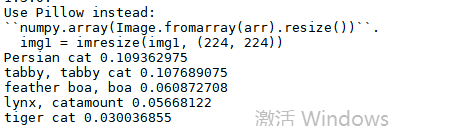 Use Pillow instead:
``numpy.array(Image.fromarray(arr).resize())``.
  img1 = imresize(img1, (224, 224))
Persian cat 0.109362975
tabby, tabby cat 0.107689075
feather boa, boa 0.060872708
lynx, catamount 0.05668122
tiger cat 0.030036855
激活 Windows